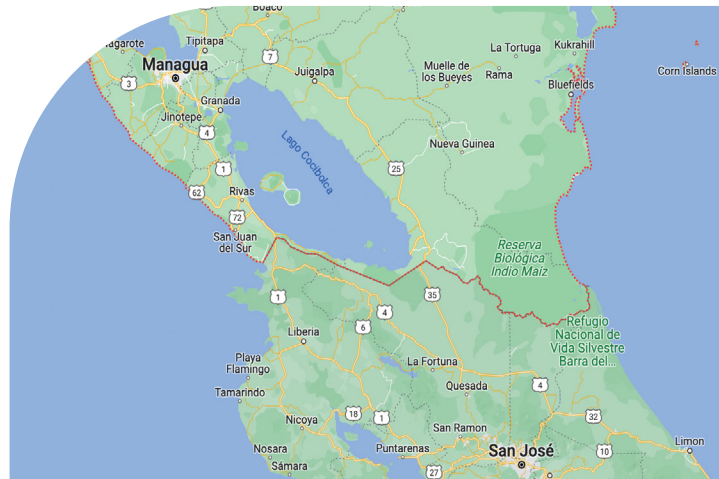 Boaco
Tipitapa
Managua
3
7
Juigalpa
Granada
Jinotepe
4
1
Lago Cocibolca
La Tortuga
Kukrahill
Muelle de
los Bueyes
Rama
Bluefields
Corn Islands
Nueva Guinea
25
62
Rivas
72
San Juan
del Sur
Reserva
Biológica
Indio Maíz
1
35
4
6
Liberia
Refugio
Nacional de
Vida Silvestre
Barra del...
Playa
Flamingo
La Fortuna
Tamarindo
Quesada
4
18
1
32
Nicoya
San Ramon
Nosara
Puntarenas
San José
10
Limon
Sámara
27